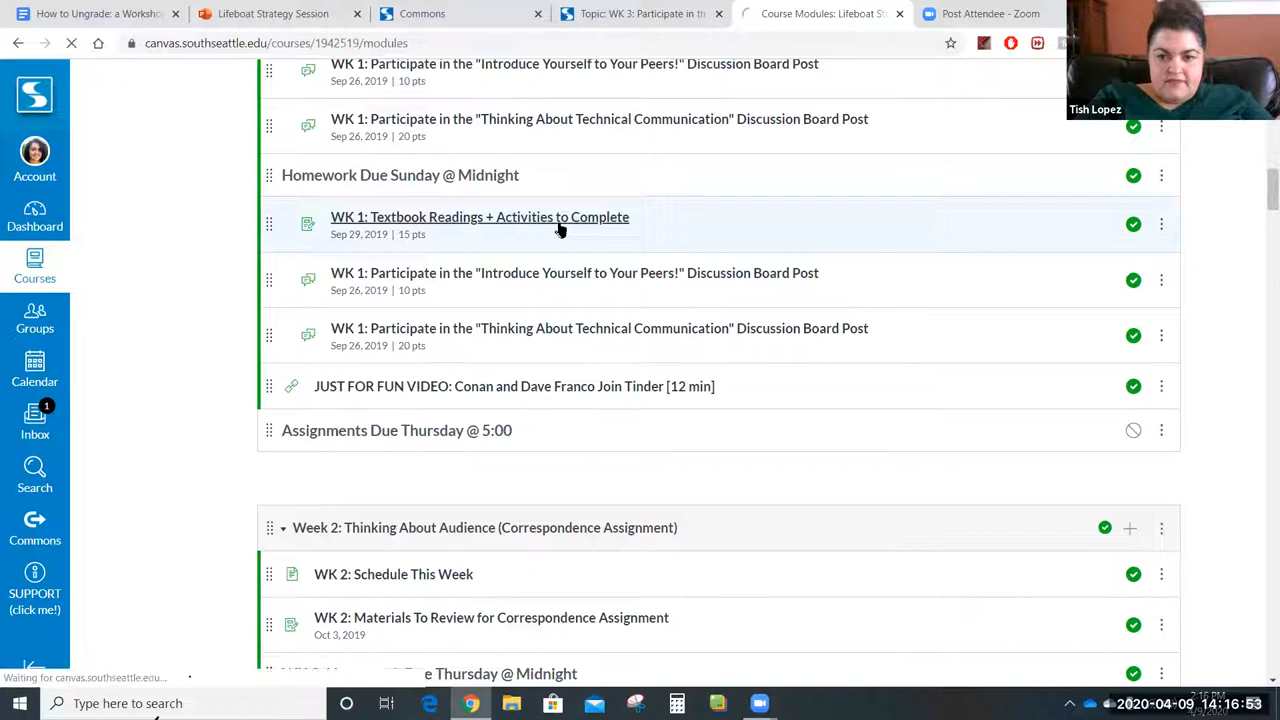 How to Ungrade: a Worksho
Lifeboat Strategy Session
Commons
Topic: WK 3: Participate in th
Course Modules: Lifeboat St
Post Attendee - Zoom
canvas.southseattle.edu/courses/1942519/modules
Tish Lopez
Account
Dashboard
Courses
Groups
Calendar
1
Inbox
Search
Commons
SUPPORT
(click me!)
WK 1: Participate in the "Introduce Yourself to Your Peers!" Discussion Board Post
Sep 26, 2019 | 10 pts
WK 1: Participate in the "Thinking About Technical Communication" Discussion Board Post
Sep 26, 2019 | 20 pts
Homework Due Sunday @ Midnight
WK 1: Textbook Readings + Activities to Complete
Sep 29, 2019 | 15 pts
WK 1: Participate in the "Introduce Yourself to Your Peers!" Discussion Board Post
Sep 26, 2019 | 10 pts
WK 1: Participate in the "Thinking About Technical Communication" Discussion Board Post
Sep 26, 2019 | 20 pts
JUST FOR FUN VIDEO: Conan and Dave Franco Join Tinder [12 min]
Assignments Due Thursday @ 5:00
Week 2: Thinking About Audience (Correspondence Assignment)
WK 2: Schedule This Week
WK 2: Materials To Review for Correspondence Assignment
Oct 3, 2019
e Thursday @ Midnight
Waiting for canvas.southseattle.edu...
Type here to search
2:16 PM
2020-04-09 14:16:53
4/9/2020